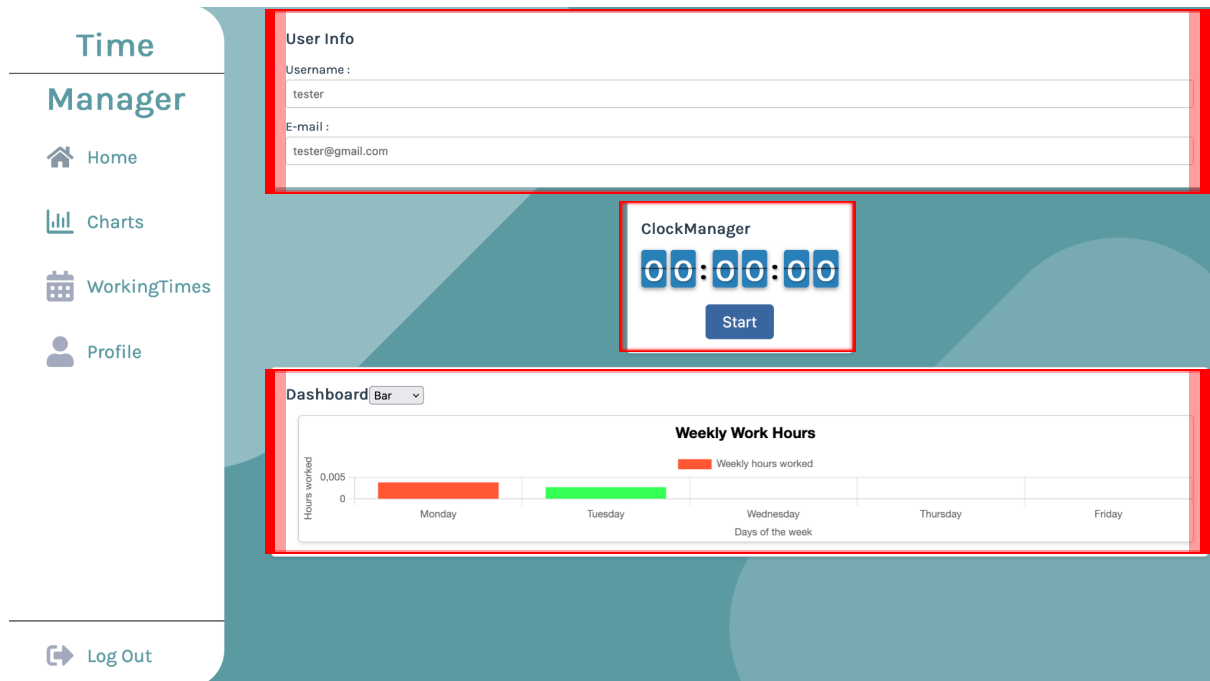 Time
Manager
Home
Charts
WorkingTimes
Profile
Log Out
User Info
Username :
tester
E-mail :
tester@gmail.com
ClockManager
00:00:00
Start
Dashboard Bar
Weekly Work Hours
Weekly hours worked
Hours worked
0,005
0
Monday Tuesday Wednesday Thursday Friday
Days of the week